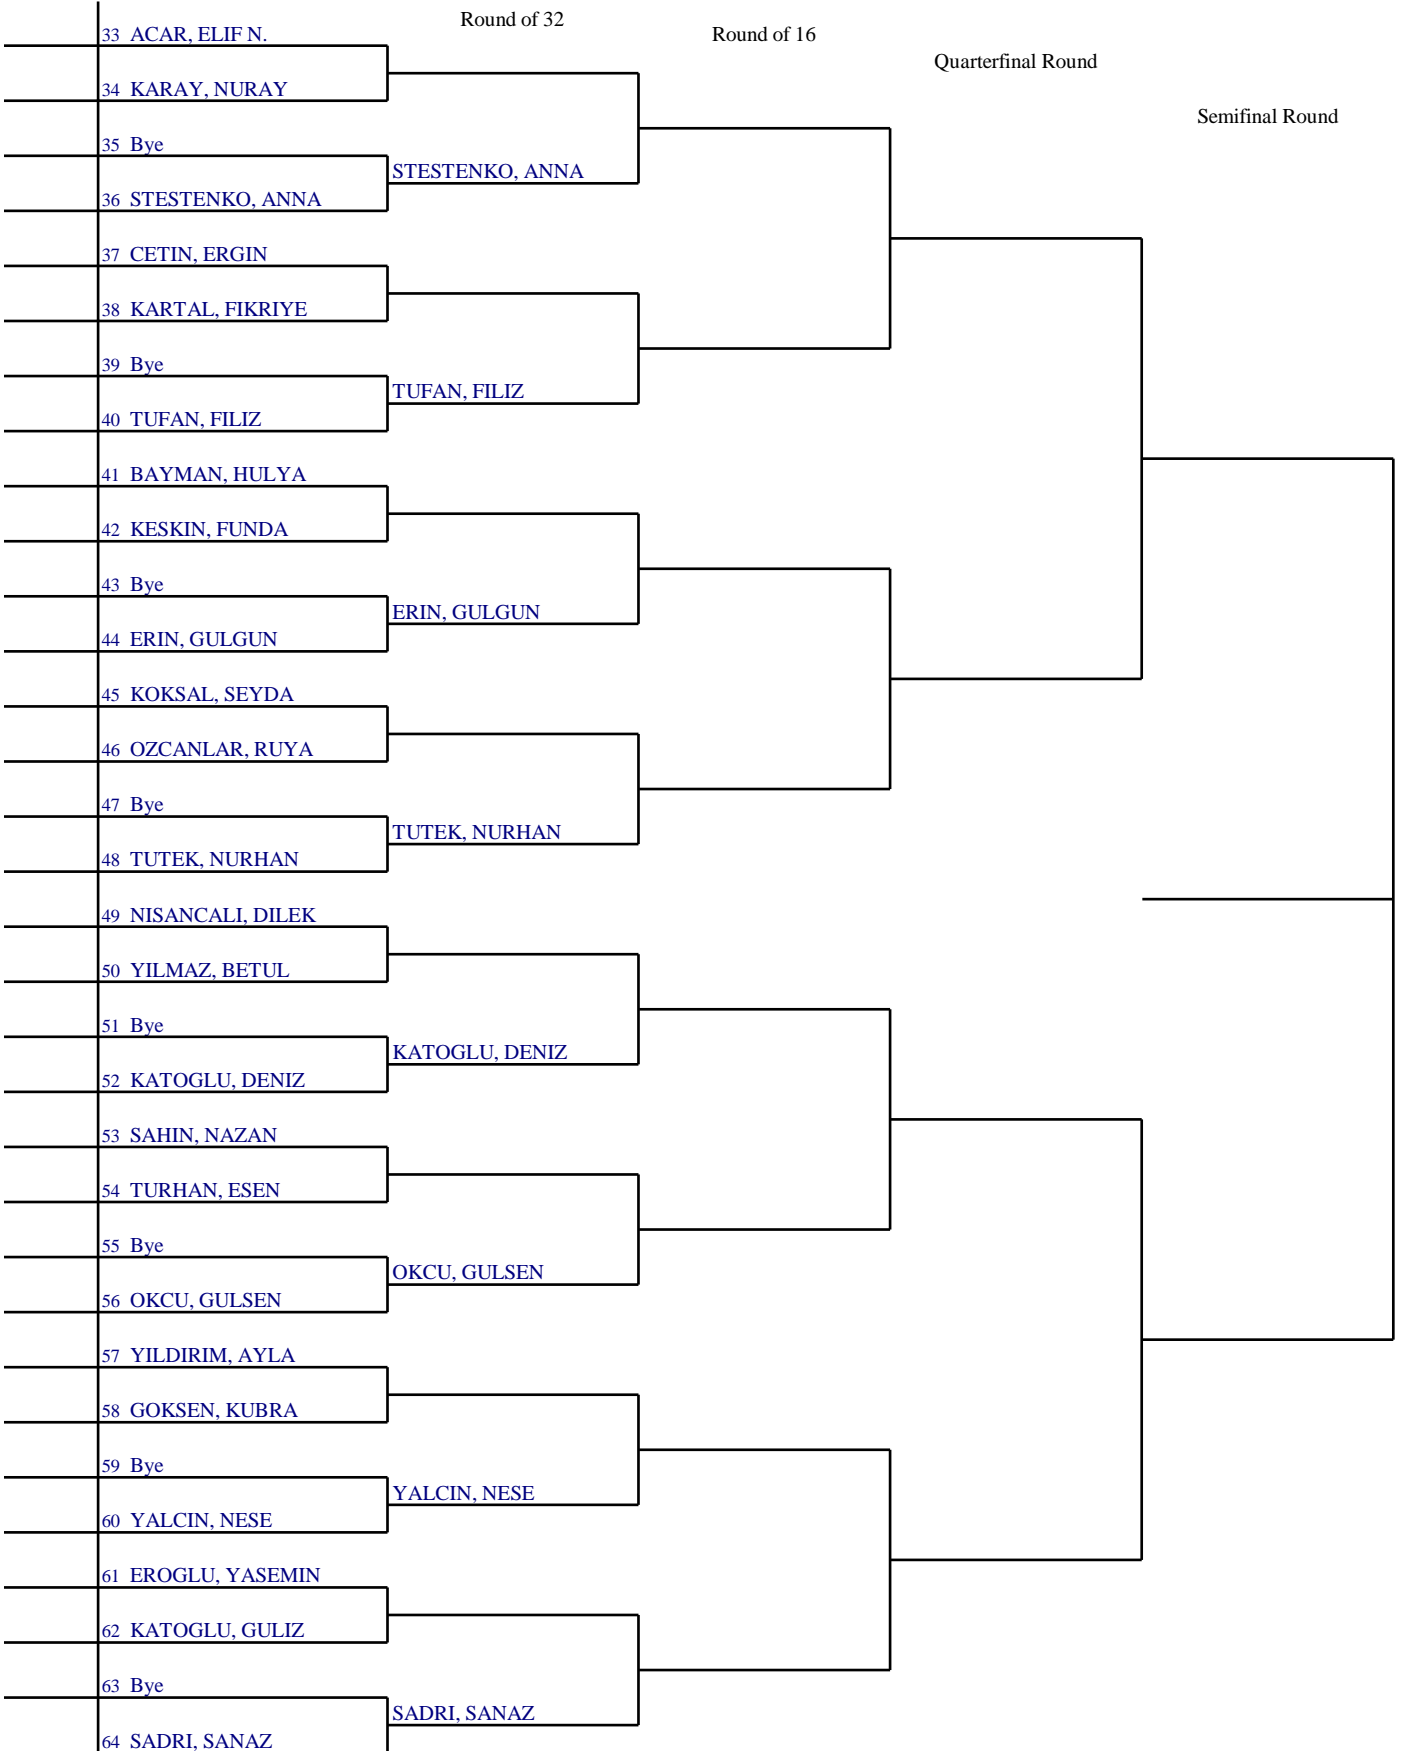 Round of 32
Round of 16
Quarterfinal Round
Semifinal Round
33 ACAR, ELIF N.
34 KARAY, NURAY
35 Bye
STESTENKO, ANNA
36 STESTENKO, ANNA
37 CETIN, ERGIN
38 KARTAL, FIKRIYE
39 Bye
TUFAN, FILIZ
40 TUFAN, FILIZ
41 BAYMAN, HULYA
42 KESKIN, FUNDA
43 Bye
ERIN, GULGUN
44 ERIN, GULGUN
45 KOKSAL, SEYDA
46 OZCANLAR, RUYA
47 Bye
TUTEK, NURHAN
48 TUTEK, NURHAN
49 NISANCALI, DILEK
50 YILMAZ, BETUL
51 Bye
KATOGLU, DENIZ
52 KATOGLU, DENIZ
53 SAHIN, NAZAN
54 TURHAN, ESEN
55 Bye
OKCU, GULSEN
56 OKCU, GULSEN
57 YILDIRIM, AYLA
58 GOKSEN, KUBRA
59 Bye
YALCIN, NESE
60 YALCIN, NESE
61 EROGLU, YASEMIN
62 KATOGLU, GULIZ
63 Bye
SADRI, SANAZ
64 SADRI, SANAZ